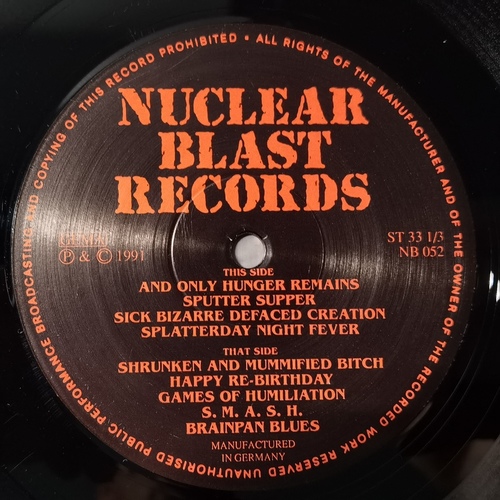 ALL RIGHTS OF THE MANUFACTURER AND OF THE OWNER OF THE RECORDED WORK RESERVED UNAUTHORISED PUBLIC PERFORMANCE BROADCASTING AND COPYING OF THIS RECORD PROHIBITED •
NUCLEAR
BLAST
RECORDS
ST 33 1/3
NB 052
Ⓟ & Ⓒ 1991
THIS SIDE
AND ONLY HUNGER REMAINS
SPUTTER SUPPER
SICK BIZARRE DEFACED CREATION
SPLATTERDAY NIGHT FEVER
THAT SIDE
SHRUNKEN AND MUMMIFIED BITCH
HAPPY RE-BIRTHDAY
GAMES OF HUMILIATION
S. M. A. S. H.
BRAINPAN BLUES
MANUFACTURED
IN GERMANY